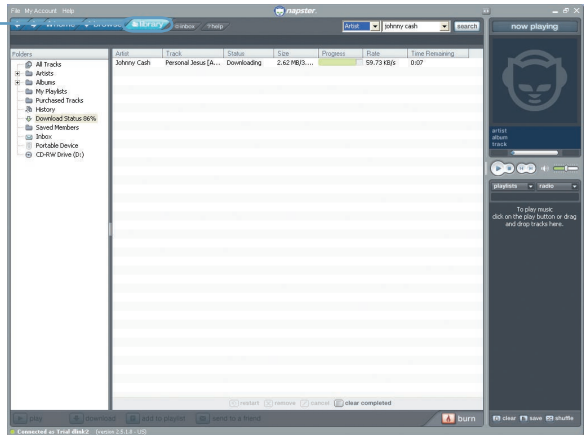 File My Account Help
napster.
home browse library inbox help
Artist johnny cash search
now playing
Folders
All Tracks
Artists
Albums
My Playlists
Purchased Tracks
History
Download Status 86%
Saved Members
Inbox
Portable Device
CD-RW Drive (D:)
Artist Track Status Size Progress Rate Time Remaining
Johnny Cash Personal Jesus [A... Downloading 2.62 MB/3.... 59.73 KB/s 0:07
artist
album
track
playlists radio
To play music
click on the play button or drag
and drop tracks here.
restart remove cancel clear completed
play download add to playlist send to a friend burn
clear save shuffle
Connected as Trial dlink2